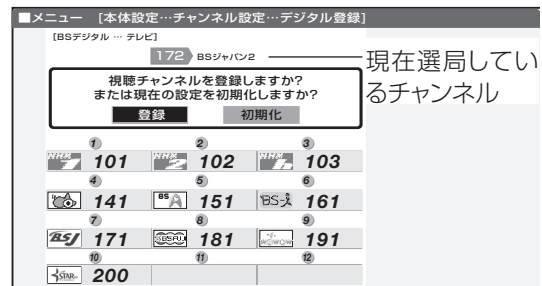 ■メニュー [本体設定…チャンネル設定…デジタル登録]
[BSデジタル … テレビ]
172 BSジャパン2
現在選局してい
るチャンネル
視聴チャンネルを登録しますか?
または現在の設定を初期化しますか?
登録 初期化
① ② ③
101 102 103
④ ⑤ ⑥
141 BS 151 BS-i 161
⑦ ⑧ ⑨
BSJ 171 181 WOWOW 191
⑩ ⑪ ⑫
STAR 200